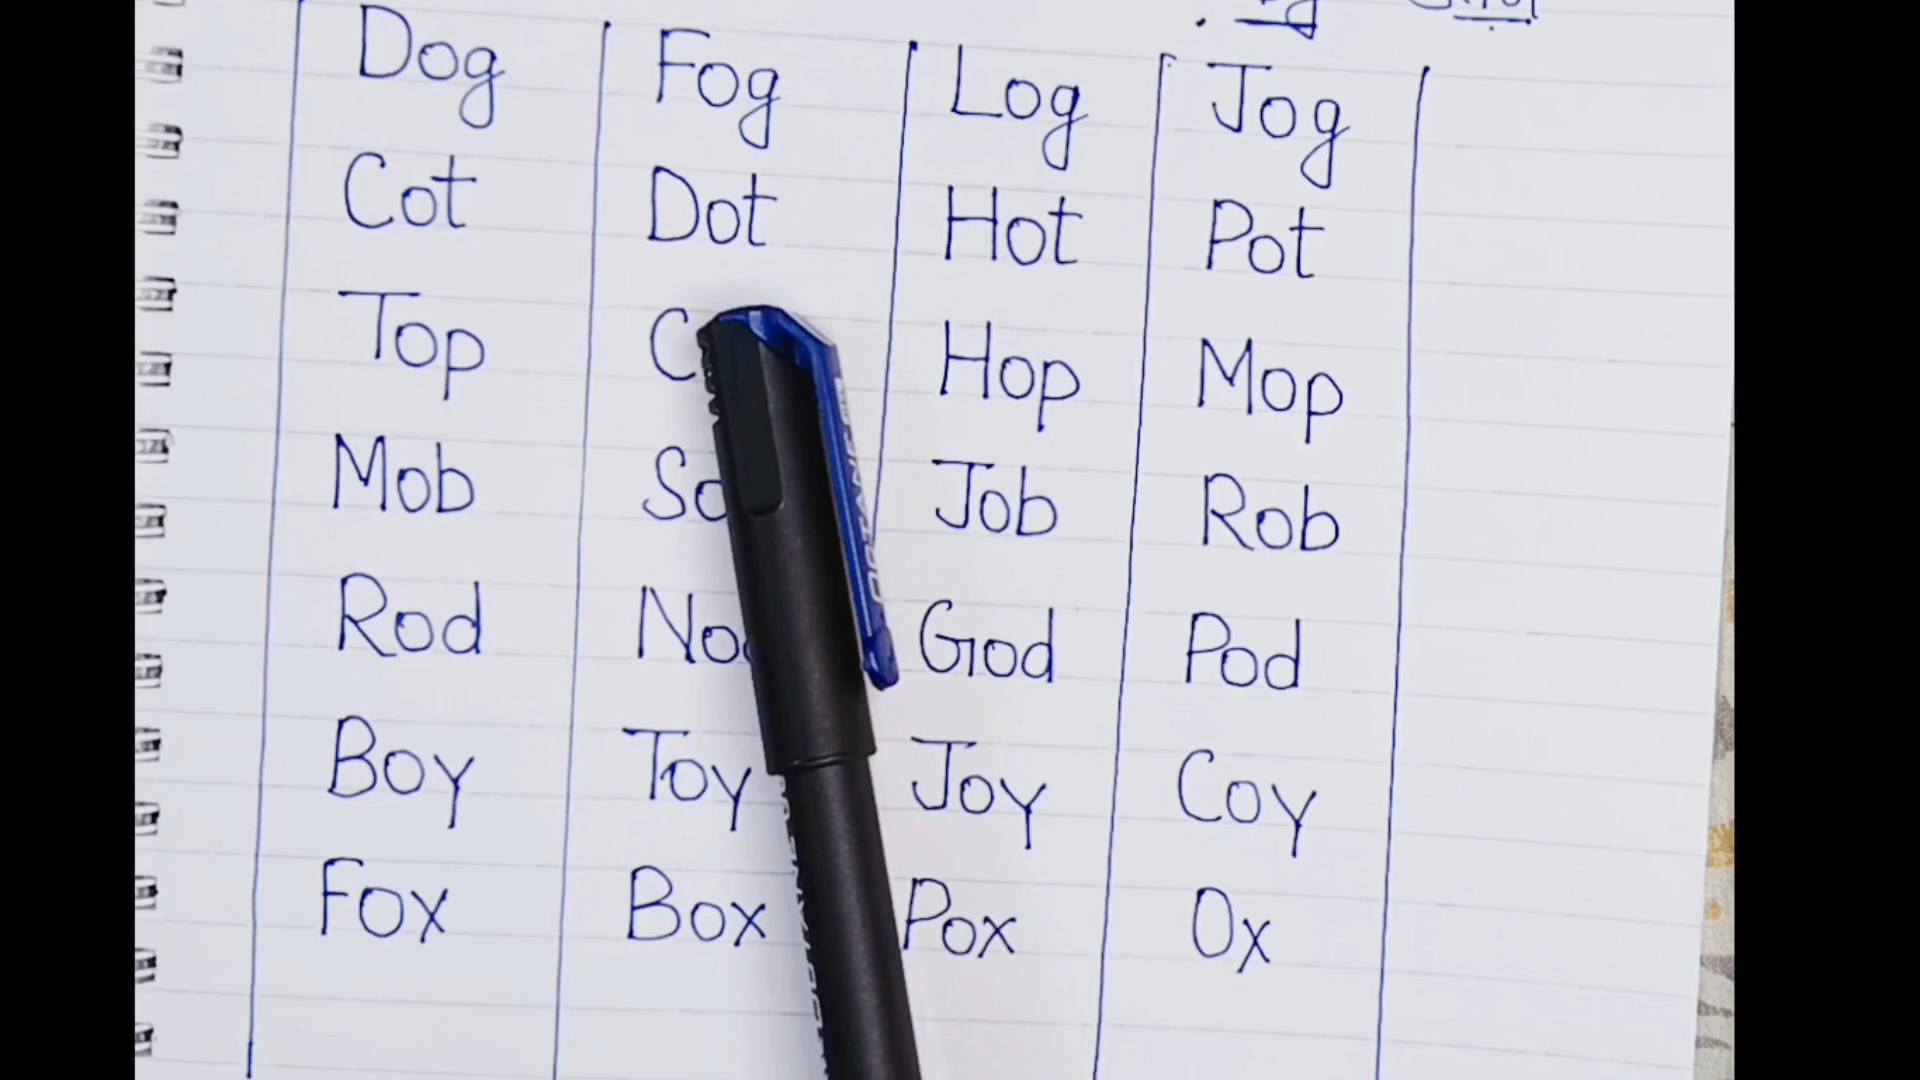 Dog Fog Log Jog
Cot Dot Hot Pot
Top Hop Mop
Mob Job Rob
Rod God Pod
Boy Toy Joy Coy
Fox Box Pox Ox